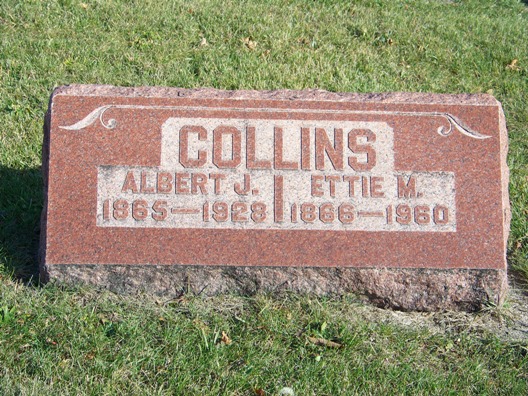 COLLINS
ALBERT J. ETTIE M.
1865—1928 1866—1960